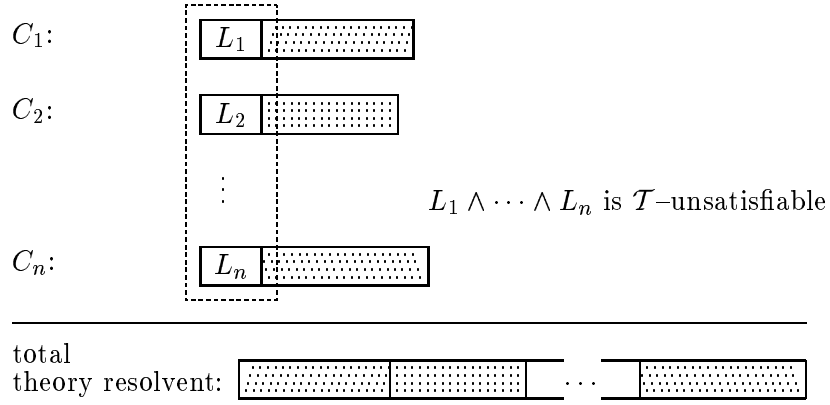 C₁: L₁
C₂: L₂
⋮
L₁ ∧ ⋯ ∧ Lₙ is 𝒯–unsatisfiable
Cₙ: Lₙ
total
theory resolvent: ⋯